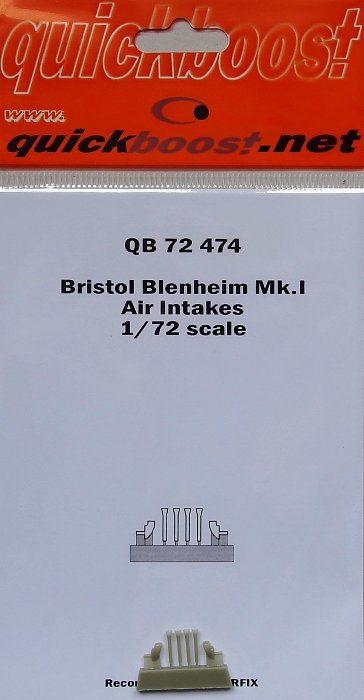 quickboost
www.
quickboost.net
QB 72 474
Bristol Blenheim Mk.I
Air Intakes
1/72 scale